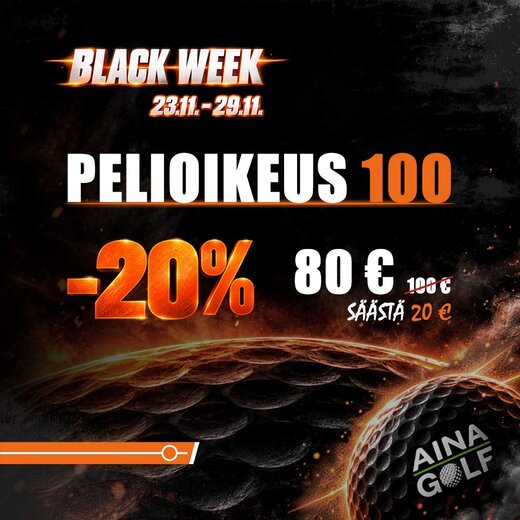 BLACK WEEK
23.11.-29.11.
PELIOIKEUS 100
-20%
80 € 100 €
SÄÄSTÄ 20 €
AINA
GOLF